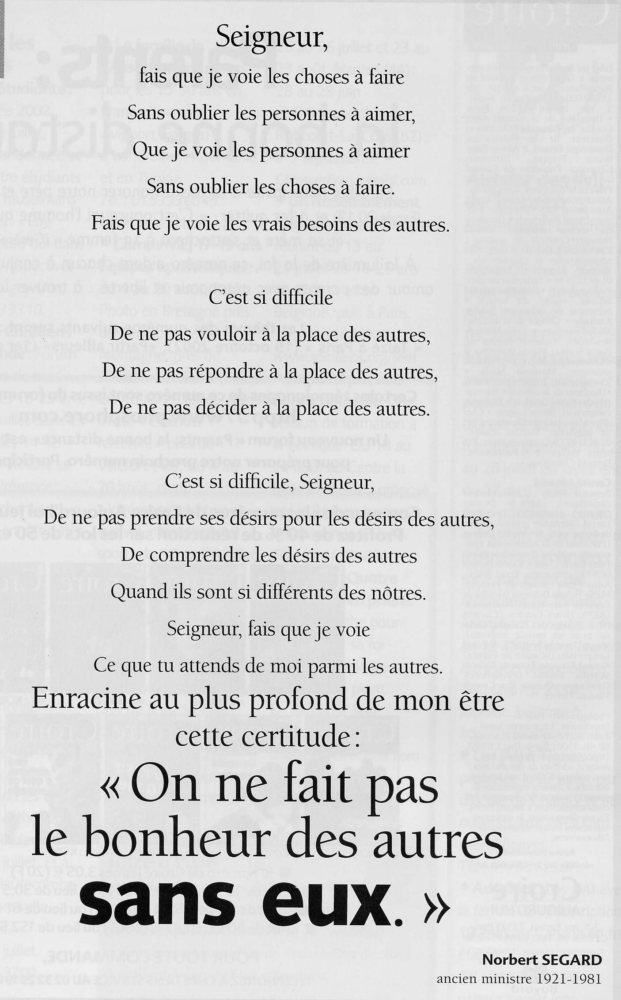 Seigneur,
fais que je voie les choses à faire
Sans oublier les personnes à aimer,
Que je voie les personnes à aimer
Sans oublier les choses à faire.
Fais que je voie les vrais besoins des autres.
C'est si difficile
De ne pas vouloir à la place des autres,
De ne pas répondre à la place des autres,
De ne pas décider à la place des autres.
C'est si difficile, Seigneur,
De ne pas prendre ses désirs pour les désirs des autres,
De comprendre les désirs des autres
Quand ils sont si différents des nôtres.
Seigneur, fais que je voie
Ce que tu attends de moi parmi les autres.
Enracine au plus profond de mon être
cette certitude :
« On ne fait pas
le bonheur des autres
sans eux. »
Norbert SEGARD
ancien ministre 1921-1981